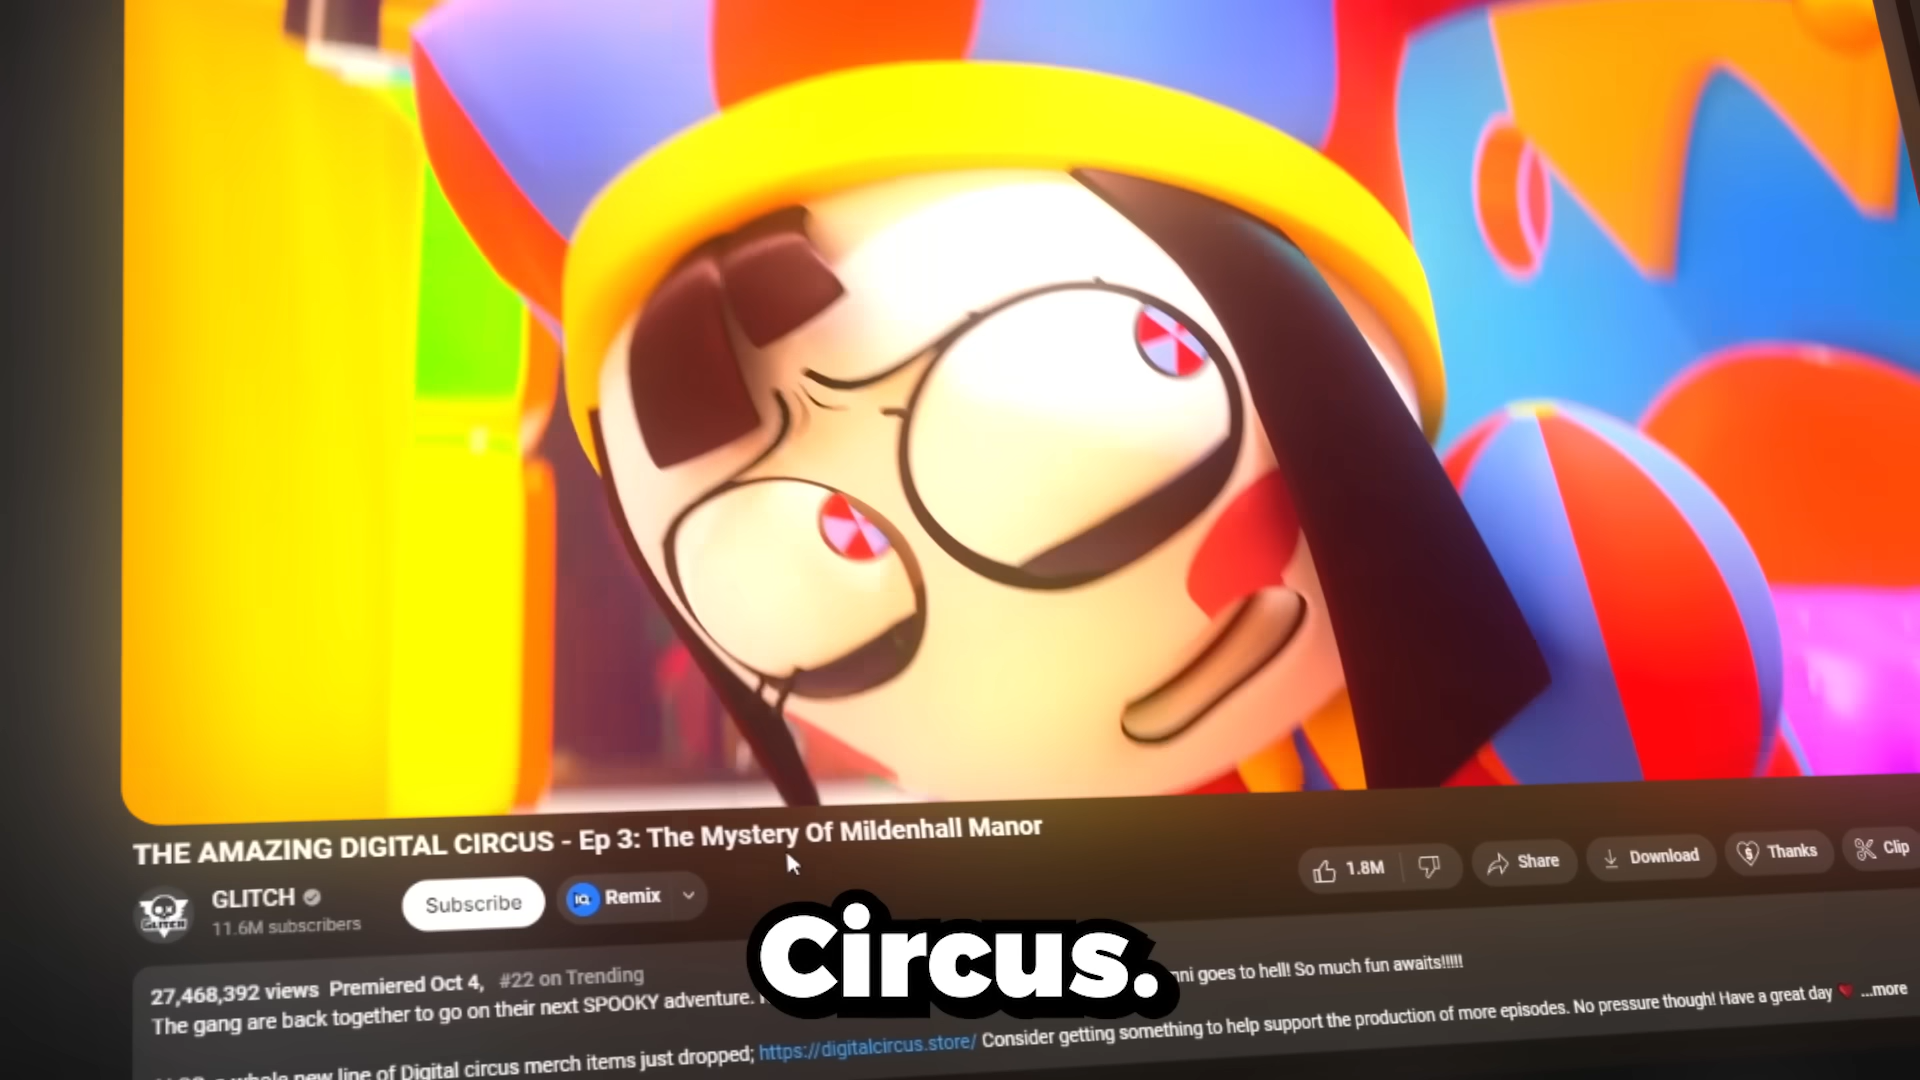 THE AMAZING DIGITAL CIRCUS - Ep 3: The Mystery Of Mildenhall Manor
GLITCH
11.6M subscribers
Subscribe
Remix
1.8M
Share
Download
Thanks
Clip
GLITCH
27,468,392 views Premiered Oct 4, #22 on Trending
The gang are back together to go on their next SPOOKY adventure. goes to hell! So much fun awaits!!!!!
whole new line of Digital circus merch items just dropped; https://digitalcircus.store/ Consider getting something to help support the production of more episodes. No pressure though! Have a great day ❤️ ...more
Circus.